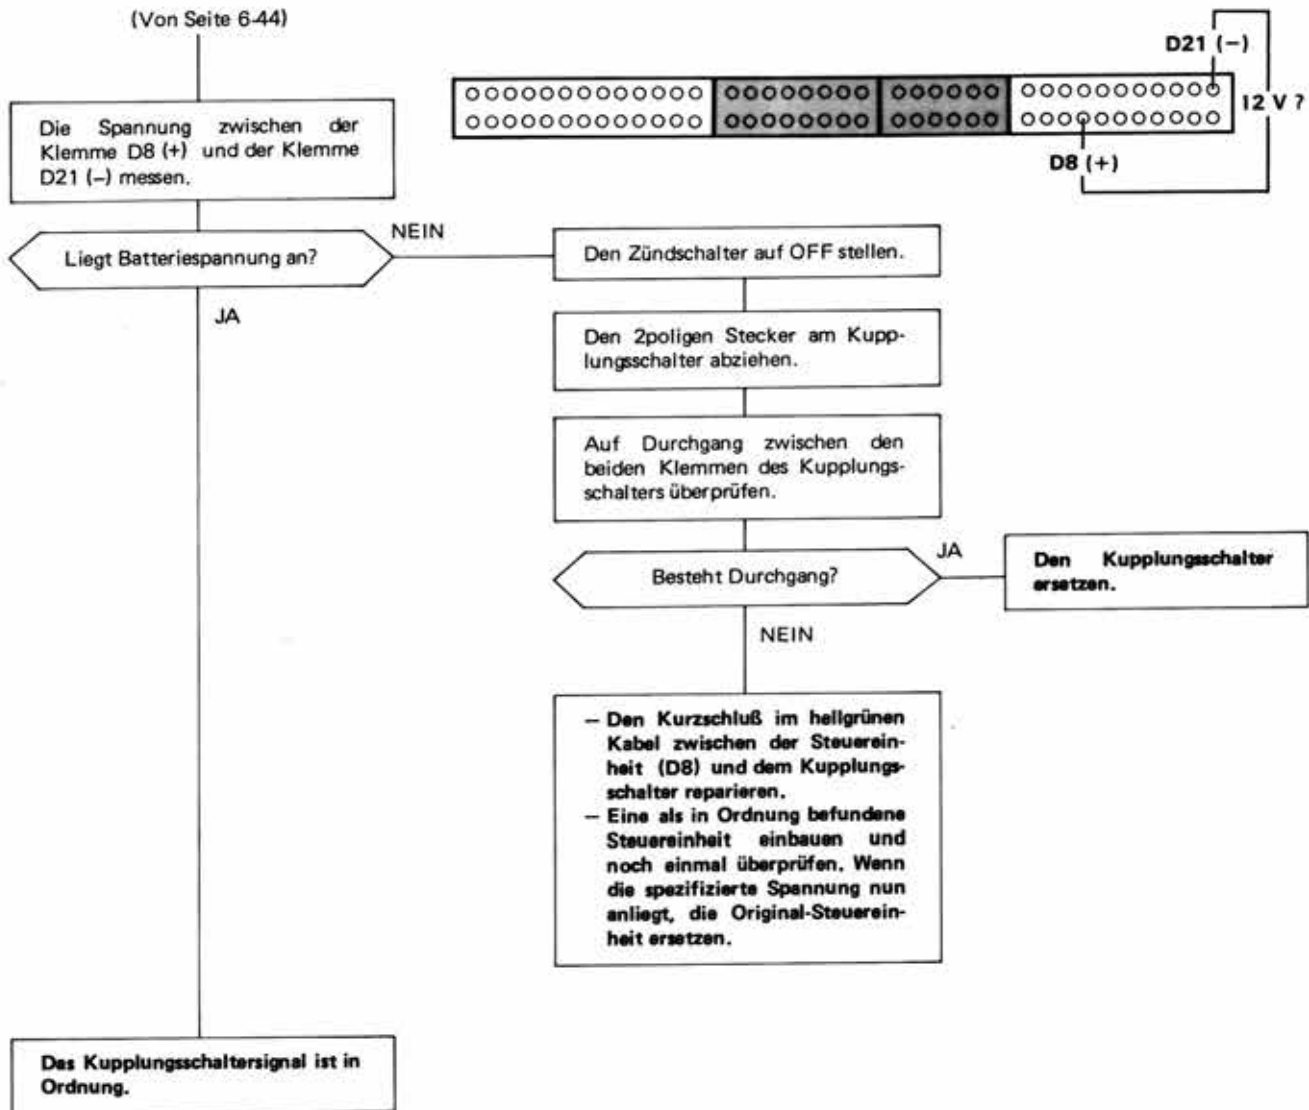 (Von Seite 6-44)
D21 (−)
12 V ?
D8 (+)
Die Spannung zwischen der
Klemme D8 (+) und der Klemme
D21 (−) messen.
Liegt Batteriespannung an?
NEIN
JA
Den Zündschalter auf OFF stellen.
Den 2poligen Stecker am Kupp-
lungsschalter abziehen.
Auf Durchgang zwischen den
beiden Klemmen des Kupplungs-
schalters überprüfen.
Besteht Durchgang?
JA
Den Kupplungsschalter
ersetzen.
NEIN
— Den Kurzschluß im hellgrünen
Kabel zwischen der Steuerein-
heit (D8) und dem Kupplungs-
schalter reparieren.
— Eine als in Ordnung befundene
Steuereinheit einbauen und
noch einmal überprüfen. Wenn
die spezifizierte Spannung nun
anliegt, die Original-Steuerein-
heit ersetzen.
Das Kupplungsschaltersignal ist in
Ordnung.